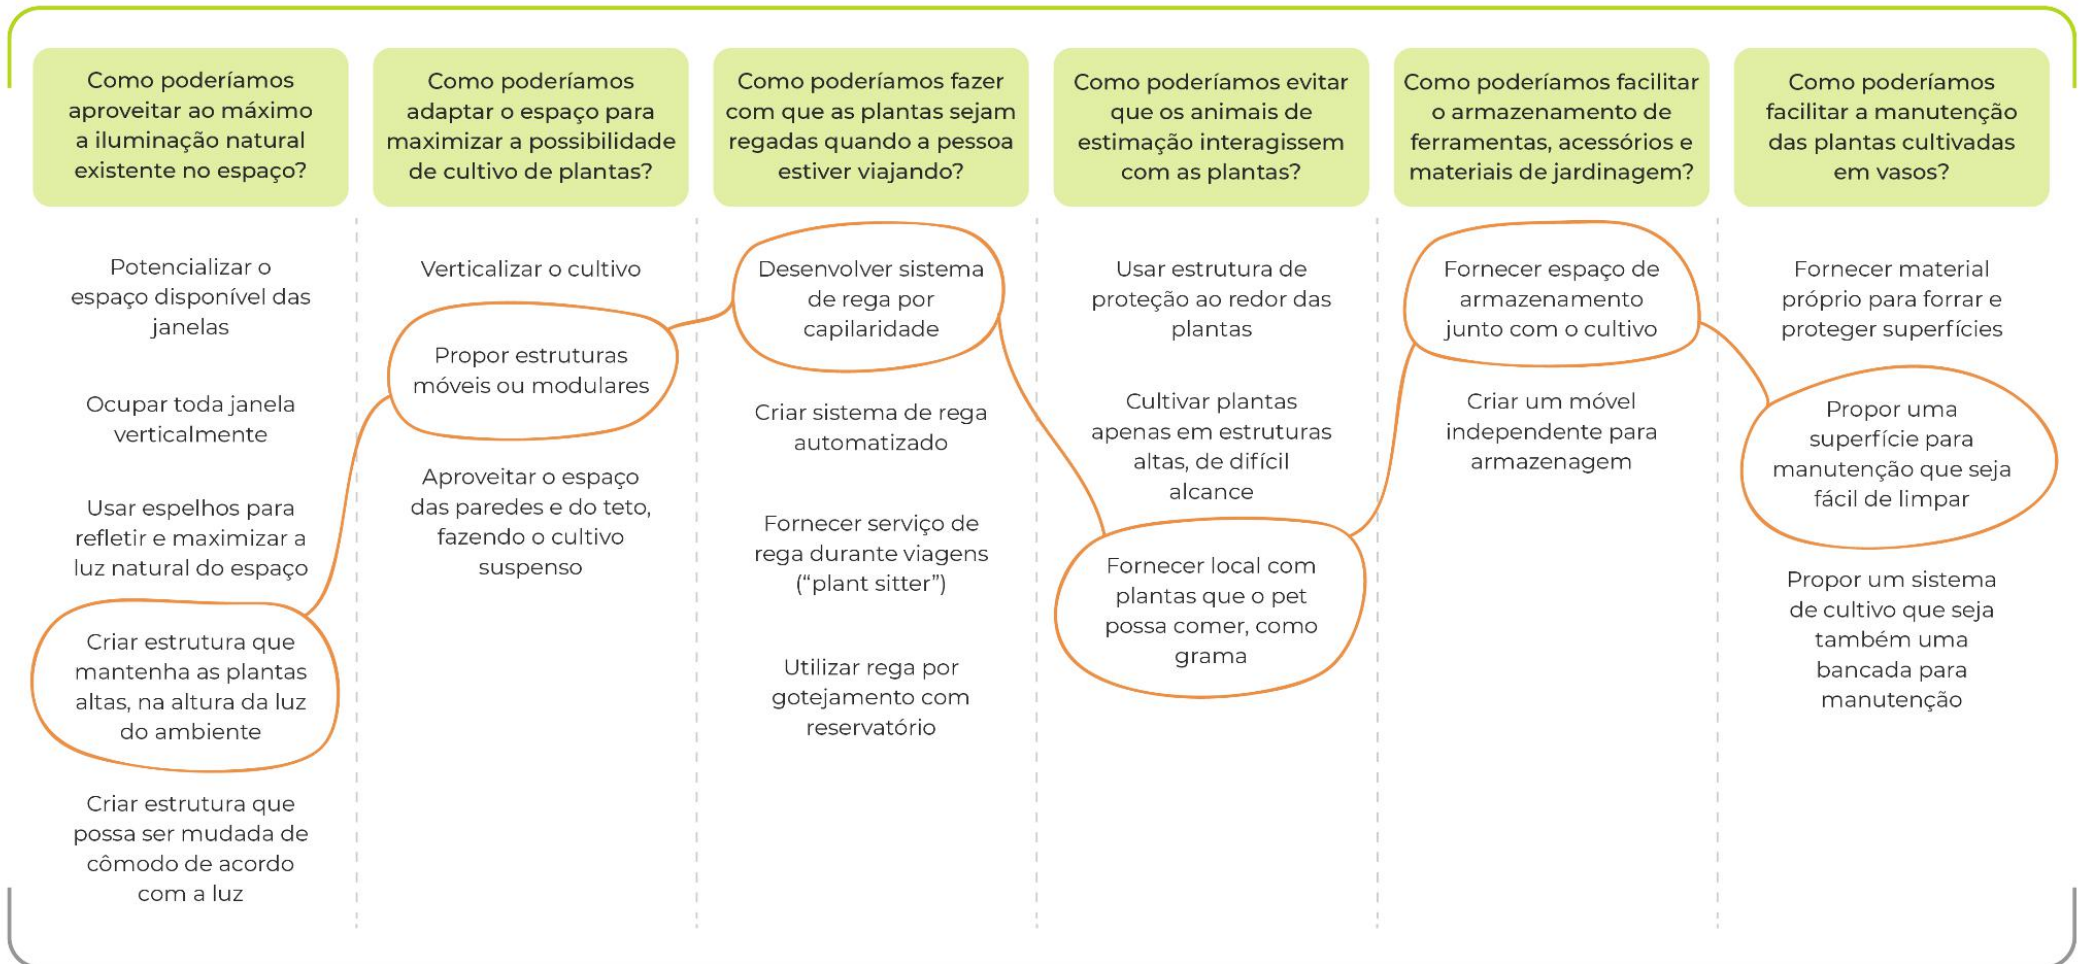 Como poderíamos
aproveitar ao máximo
a iluminação natural
existente no espaço?
Potencializar o
espaço disponível das
janelas
Ocupar toda janela
verticalmente
Usar espelhos para
refletir e maximizar a
luz natural do espaço
Criar estrutura que
mantenha as plantas
altas, na altura da luz
do ambiente
Criar estrutura que
possa ser mudada de
cômodo de acordo
com a luz
Como poderíamos
adaptar o espaço para
maximizar a possibilidade
de cultivo de plantas?
Verticalizar o cultivo
Propor estruturas
móveis ou modulares
Aproveitar o espaço
das paredes e do teto,
fazendo o cultivo
suspenso
Como poderíamos fazer
com que as plantas sejam
regadas quando a pessoa
estiver viajando?
Desenvolver sistema
de rega por
capilaridade
Criar sistema de rega
automatizado
Fornecer serviço de
rega durante viagens
(“plant sitter”)
Utilizar rega por
gotejamento com
reservatório
Como poderíamos evitar
que os animais de
estimação interagissem
com as plantas?
Usar estrutura de
proteção ao redor das
plantas
Cultivar plantas
apenas em estruturas
altas, de difícil
alcance
Fornecer local com
plantas que o pet
possa comer, como
grama
Como poderíamos facilitar
o armazenamento de
ferramentas, acessórios e
materiais de jardinagem?
Fornecer espaço de
armazenamento
junto com o cultivo
Criar um móvel
independente para
armazenagem
Como poderíamos
facilitar a manutenção
das plantas cultivadas
em vasos?
Fornecer material
próprio para forrar e
proteger superfícies
Propor uma
superfície para
manutenção que seja
fácil de limpar
Propor um sistema
de cultivo que seja
também uma
bancada para
manutenção